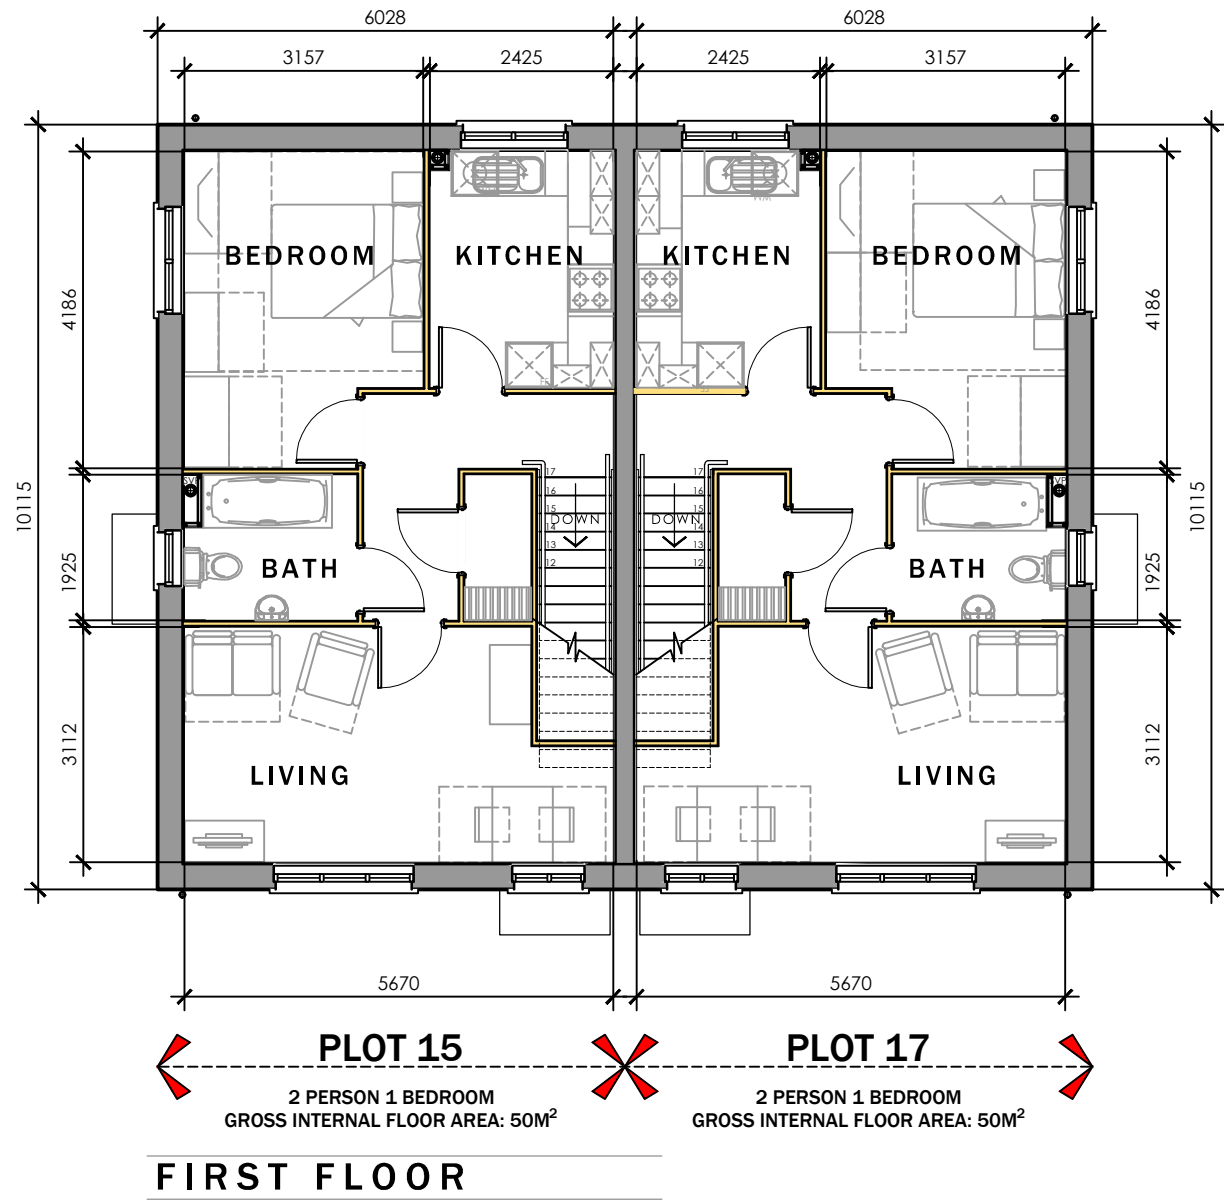 6028 6028
3157 2425 2425 3157
BEDROOM KITCHEN KITCHEN BEDROOM
4186 4186
10115 10115
17 17
16 16
15 15
DOWN DOWN
14 14
13 13
12 12
BATH BATH
1925 1925
3112 3112
LIVING LIVING
5670 5670
PLOT 15 PLOT 17
2 PERSON 1 BEDROOM 2 PERSON 1 BEDROOM
GROSS INTERNAL FLOOR AREA: 50M² GROSS INTERNAL FLOOR AREA: 50M²
FIRST FLOOR